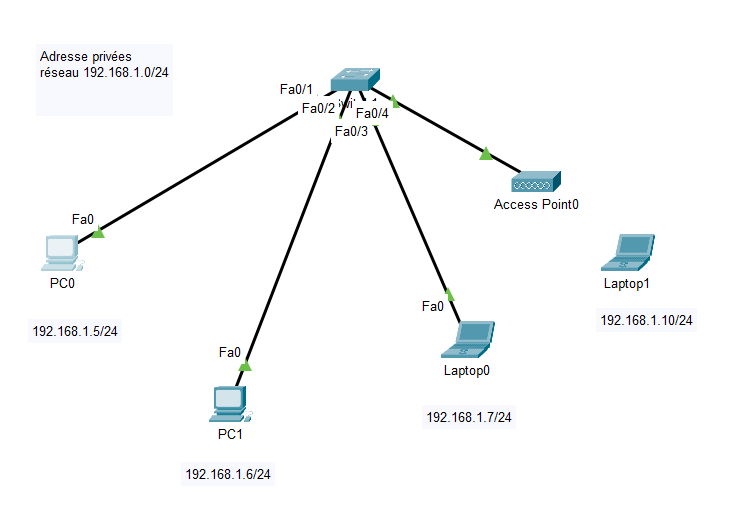 Adresse privées
réseau 192.168.1.0/24
Fa0/1
Fa0/2
Fa0/4
Fa0/3
Access Point0
Fa0
PC0
Laptop1
Fa0
192.168.1.10/24
192.168.1.5/24
Fa0
Laptop0
192.168.1.7/24
PC1
192.168.1.6/24